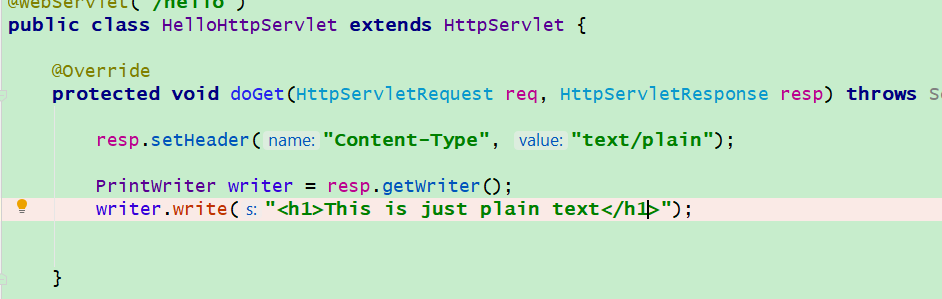 @WebServlet("/hello")
public class HelloHttpServlet extends HttpServlet {
@Override
protected void doGet(HttpServletRequest req, HttpServletResponse resp) throws
resp.setHeader( name: "Content-Type", value: "text/plain");
PrintWriter writer = resp.getWriter();
writer.write( s: "<h1>This is just plain text</h1>");
}